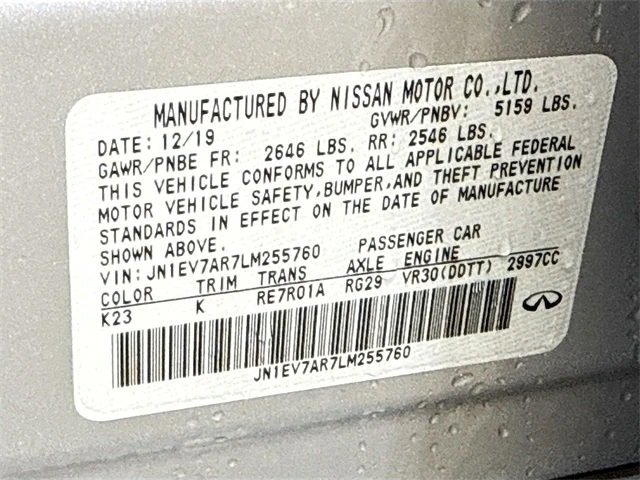 MANUFACTURED BY NISSAN MOTOR CO.,LTD.
DATE: 12/19 GVWR/PNBV: 5159 LBS.
GAWR/PNBE FR: 2646 LBS. RR: 2546 LBS.
THIS VEHICLE CONFORMS TO ALL APPLICABLE FEDERAL
MOTOR VEHICLE SAFETY,BUMPER,AND THEFT PREVENTION
STANDARDS IN EFFECT ON THE DATE OF MANUFACTURE
SHOWN ABOVE.
VIN: JN1EV7AR7LM255760 PASSENGER CAR
COLOR TRIM TRANS AXLE ENGINE
K23 K RE7R01A RG29 VR30(DDTT) 2997CC
JN1EV7AR7LM255760